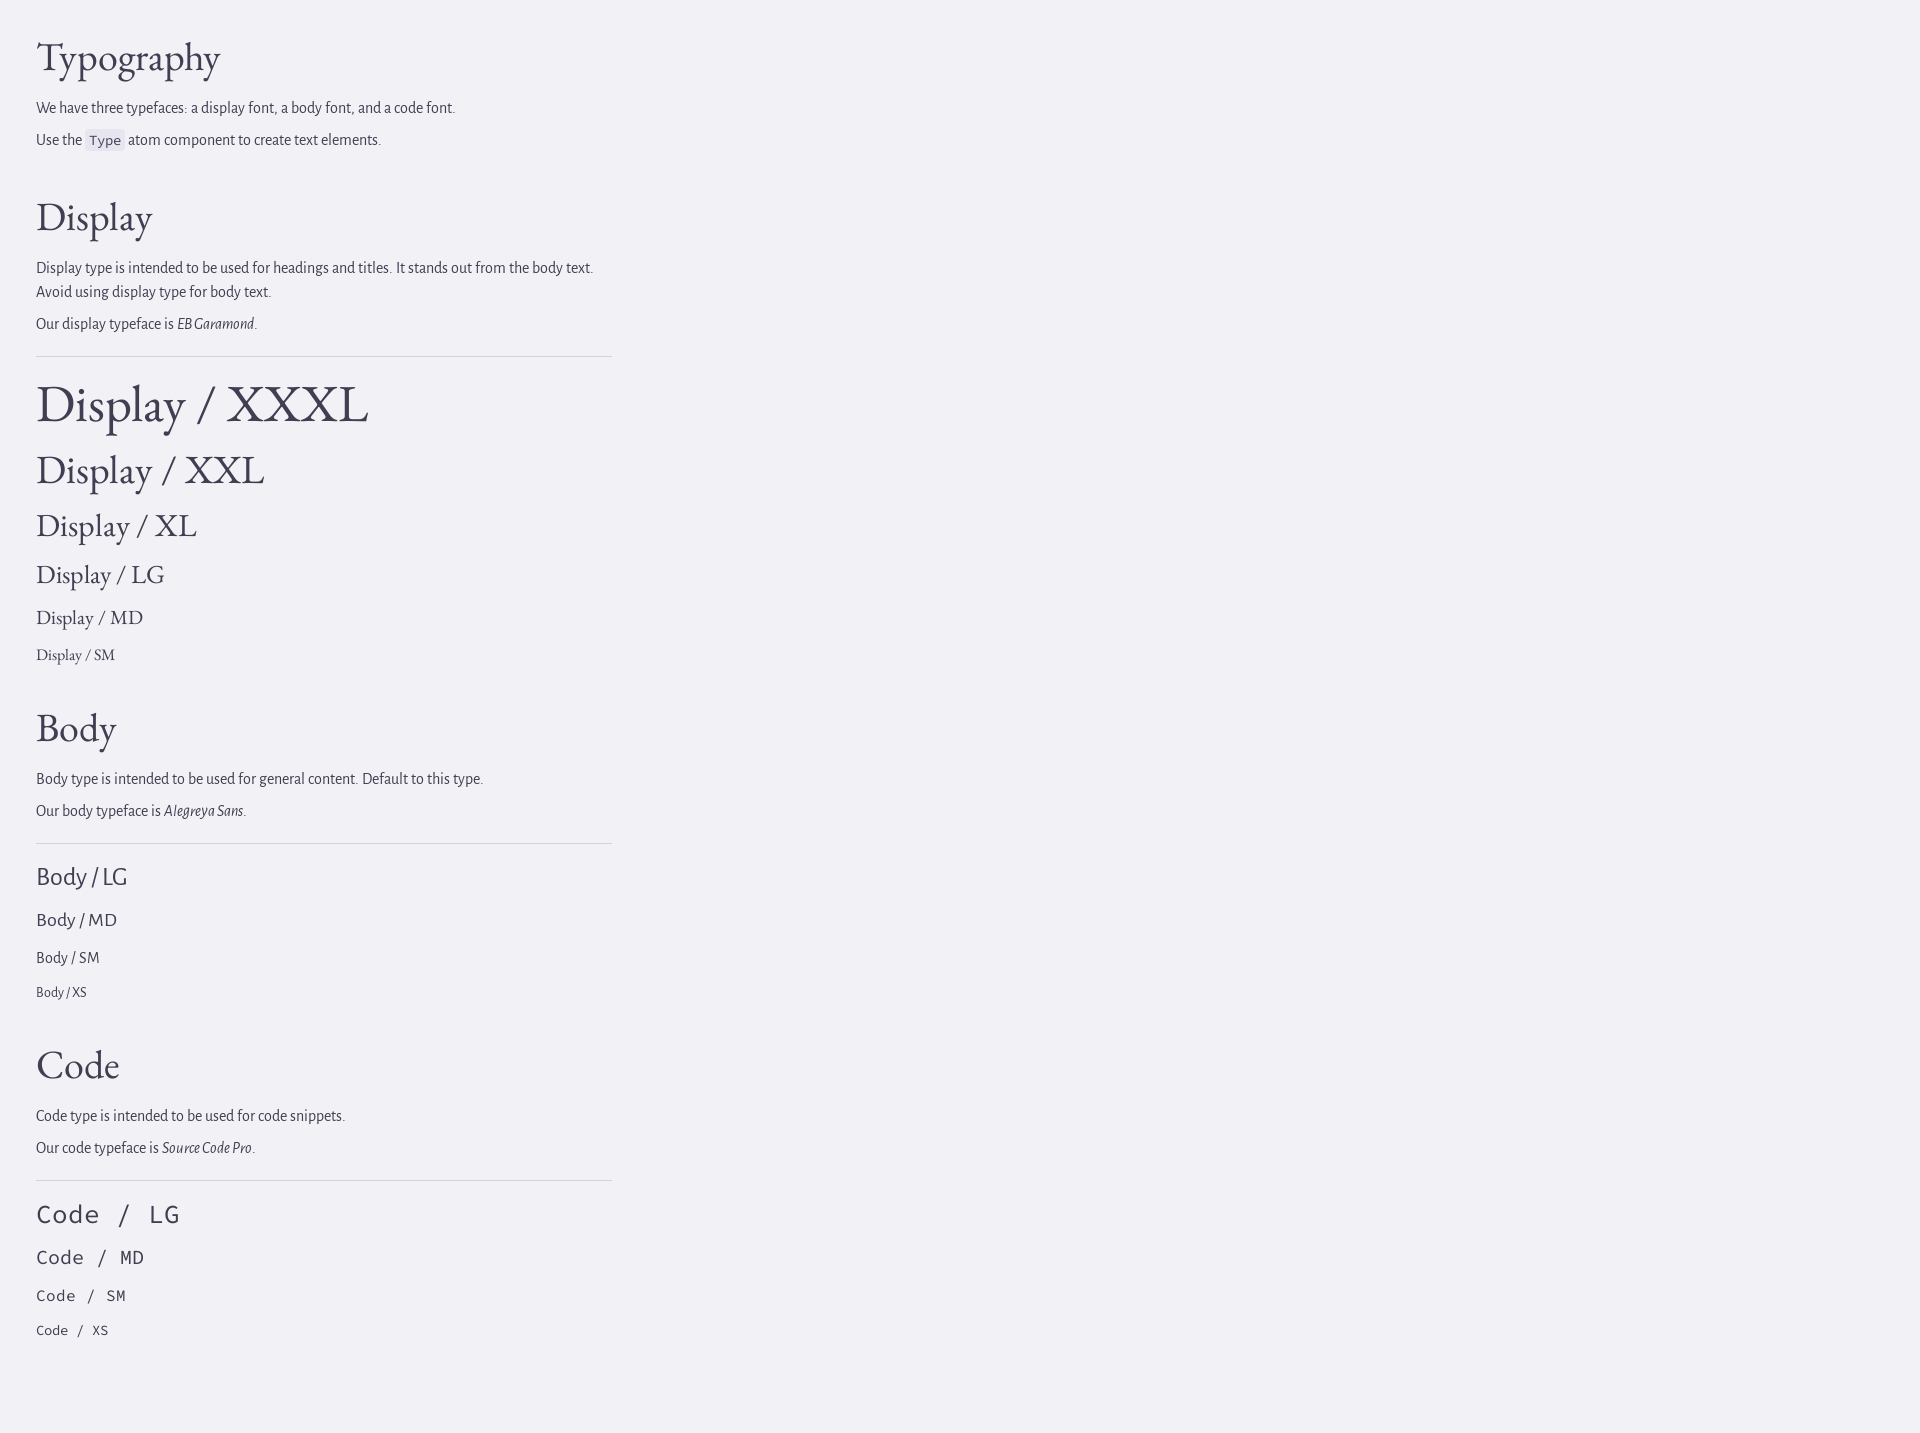 Typography
We have three typefaces: a display font, a body font, and a code font.
Use the Type atom component to create text elements.
Display
Display type is intended to be used for headings and titles. It stands out from the body text.
Avoid using display type for body text.
Our display typeface is EB Garamond.
Display / XXXL
Display / XXL
Display / XL
Display / LG
Display / MD
Display / SM
Body
Body type is intended to be used for general content. Default to this type.
Our body typeface is Alegreya Sans.
Body / LG
Body / MD
Body / SM
Body / XS
Code
Code type is intended to be used for code snippets.
Our code typeface is Source Code Pro.
Code / LG
Code / MD
Code / SM
Code / XS